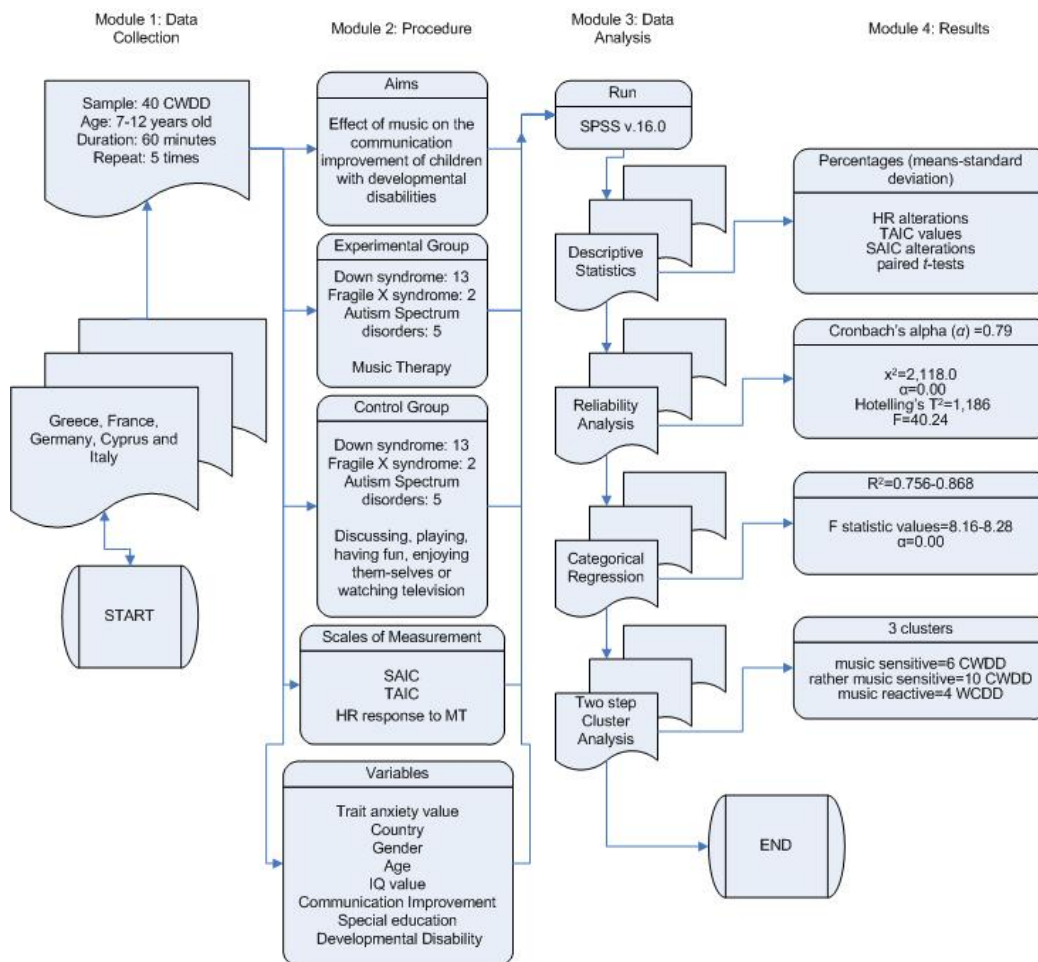 Module 1: Data
Collection
Module 2: Procedure
Module 3: Data
Analysis
Module 4: Results
Sample: 40 CWDD
Age: 7-12 years old
Duration: 60 minutes
Repeat: 5 times
Greece, France,
Germany, Cyprus and
Italy
START
Aims
Effect of music on the
communication
improvement of children
with developmental
disabilities
Experimental Group
Down syndrome: 13
Fragile X syndrome: 2
Autism Spectrum
disorders: 5
Music Therapy
Control Group
Down syndrome: 13
Fragile X syndrome: 2
Autism Spectrum
disorders: 5
Discussing, playing,
having fun, enjoying
them-selves or
watching television
Scales of Measurement
SAIC
TAIC
HR response to MT
Variables
Trait anxiety value
Country
Gender
Age
IQ value
Communication Improvement
Special education
Developmental Disability
Run
SPSS v.16.0
Descriptive
Statistics
Reliability
Analysis
Categorical
Regression
Two step
Cluster
Analysis
Percentages (means-standard
deviation)
HR alterations
TAIC values
SAIC alterations
paired t-tests
Cronbach's alpha (α) =0.79
x²=2,118.0
α=0.00
Hotelling's T²=1,186
F=40.24
R²=0.756-0.868
F statistic values=8.16-8.28
α=0.00
3 clusters
music sensitive=6 CWDD
rather music sensitive=10 CWDD
music reactive=4 WCDD
END